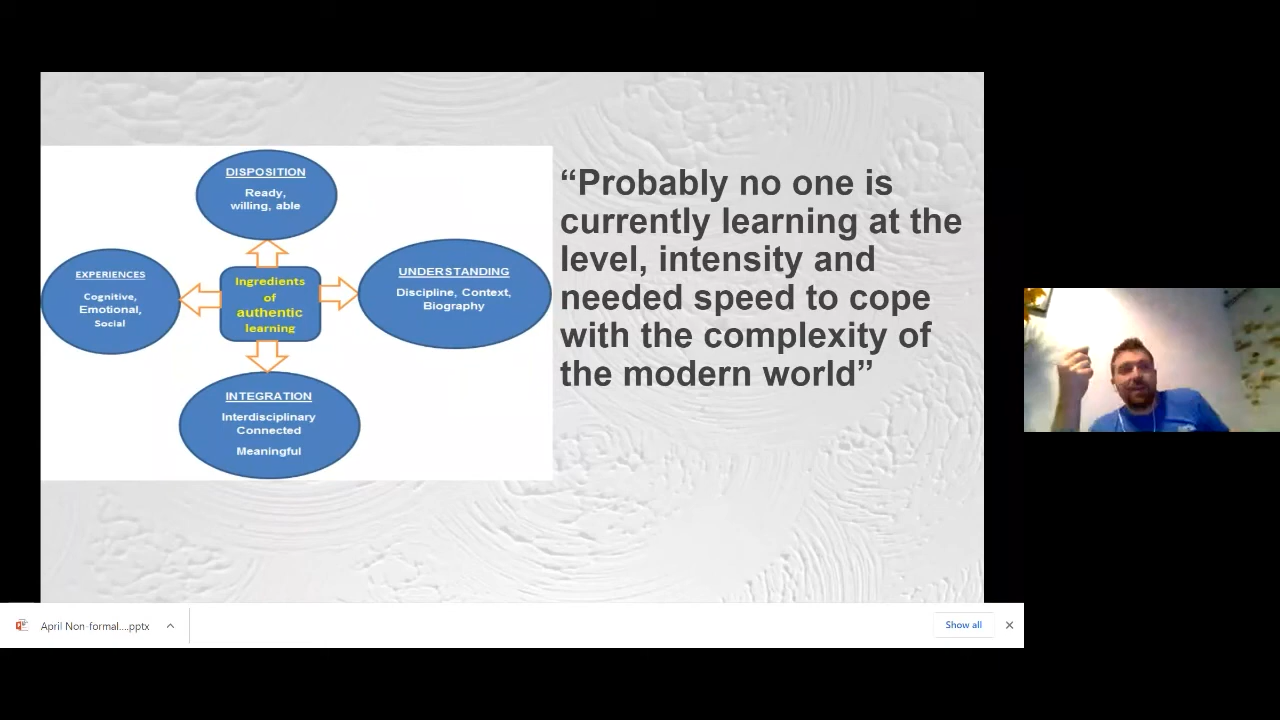 DISPOSITION
Ready,
willing, able
EXPERIENCES
Cognitive,
Emotional,
Social
Ingredients
of
authentic
learning
UNDERSTANDING
Discipline, Context,
Biography
INTEGRATION
Interdisciplinary
Connected
Meaningful
“Probably no one is
currently learning at the
level, intensity and
needed speed to cope
with the complexity of
the modern world”
April Non-formal....pptx
Show all